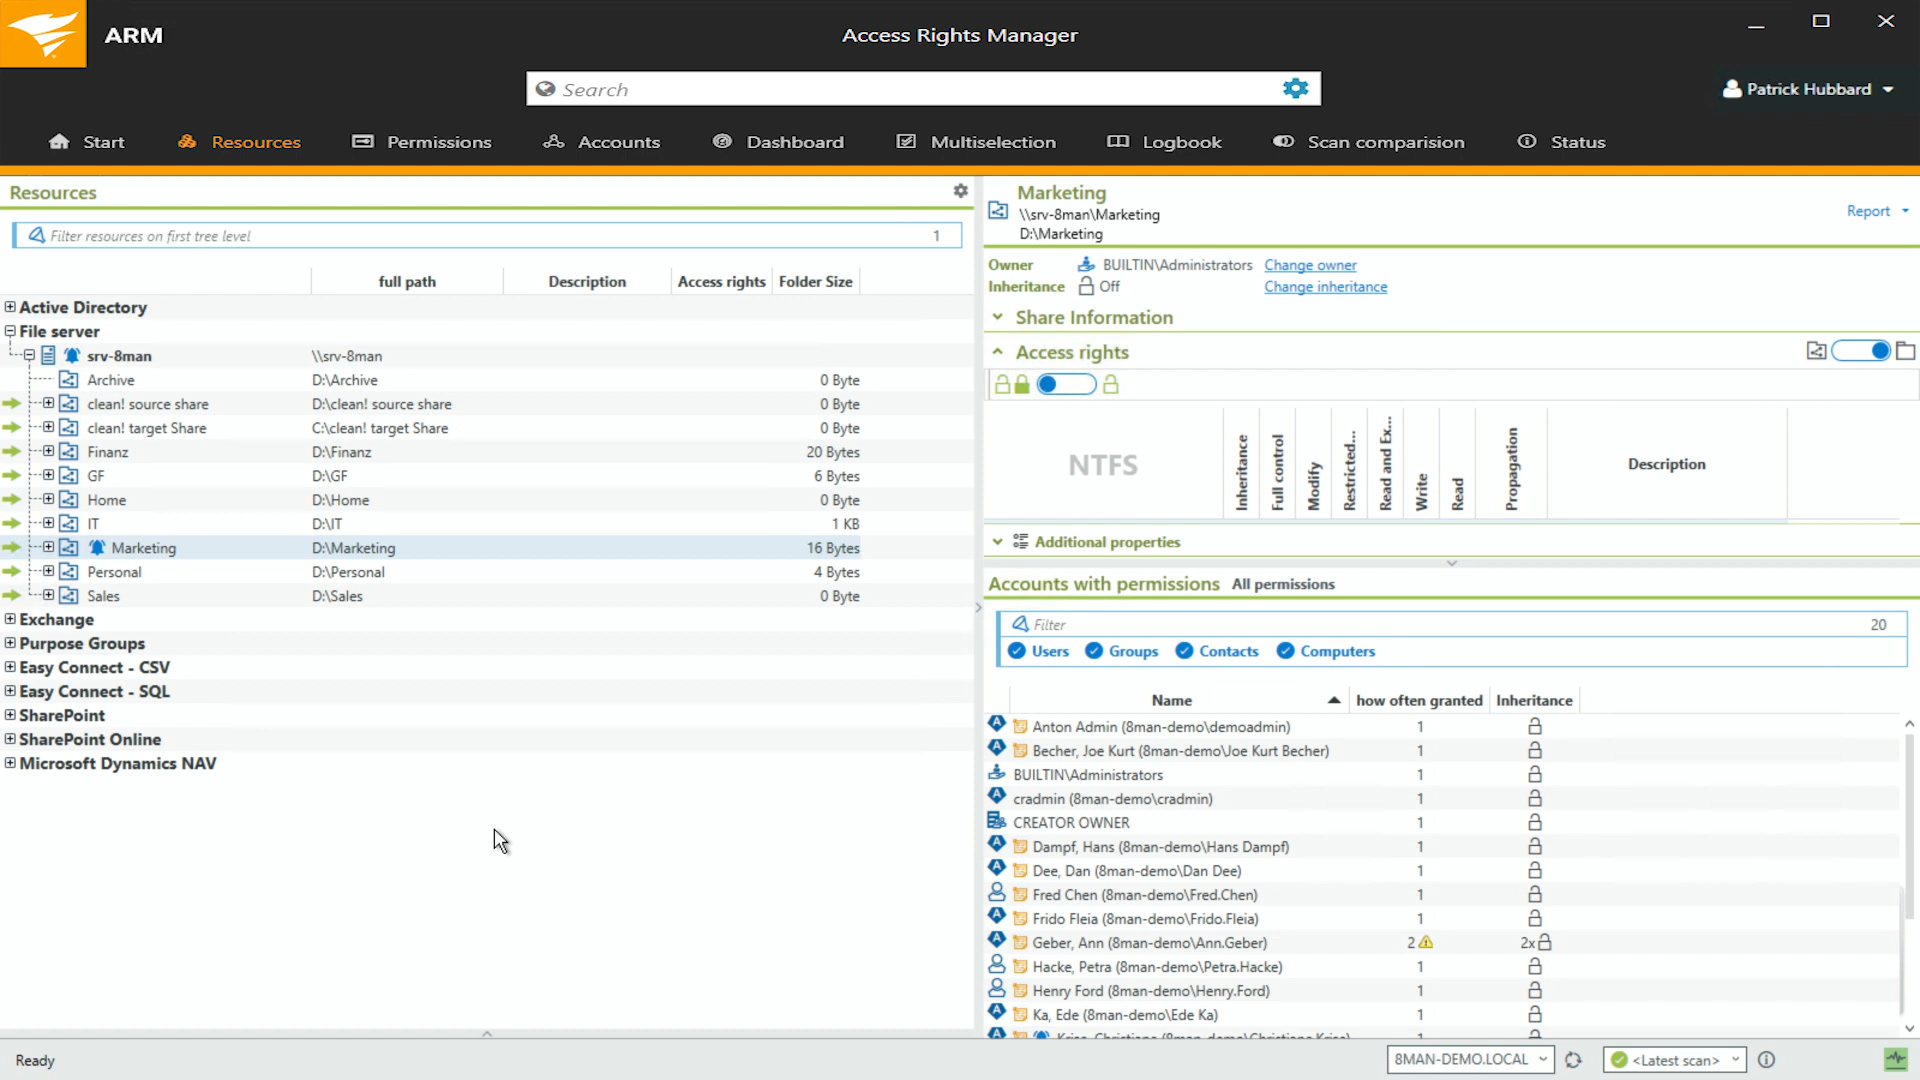 ARM
Access Rights Manager
Search
Patrick Hubbard
Start
Resources
Permissions
Accounts
Dashboard
Multiselection
Logbook
Scan comparision
Status
Resources
Filter resources on first tree level 1
full path Description Access rights Folder Size
Active Directory
File server
srv-8man \\srv-8man
Archive D:\Archive 0 Byte
clean! source share D:\clean! source share 0 Byte
clean! target Share C:\clean! target Share 0 Byte
Finanz D:\Finanz 20 Bytes
GF D:\GF 6 Bytes
Home D:\Home 0 Byte
IT D:\IT 1 KB
Marketing D:\Marketing 16 Bytes
Personal D:\Personal 4 Bytes
Sales D:\Sales 0 Byte
Exchange
Purpose Groups
Easy Connect - CSV
Easy Connect - SQL
SharePoint
SharePoint Online
Microsoft Dynamics NAV
Marketing
\\srv-8man\Marketing
D:\Marketing
Report
Owner BUILTIN\Administrators Change owner
Inheritance Off Change inheritance
Share Information
Access rights
NTFS
Inheritance
Full control
Modify
Restricted...
Read and Ex...
Write
Read
Propagation
Description
Additional properties
Accounts with permissions All permissions
Filter 20
Users Groups Contacts Computers
Name how often granted Inheritance
Anton Admin (8man-demo\demoadmin) 1
Becher, Joe Kurt (8man-demo\Joe Kurt Becher) 1
BUILTIN\Administrators 1
cradmin (8man-demo\cradmin) 1
CREATOR OWNER 1
Dampf, Hans (8man-demo\Hans Dampf) 1
Dee, Dan (8man-demo\Dan Dee) 1
Fred Chen (8man-demo\Fred.Chen) 1
Frido Fleia (8man-demo\Frido.Fleia) 1
Geber, Ann (8man-demo\Ann.Geber) 2 2x
Hacke, Petra (8man-demo\Petra.Hacke) 1
Henry Ford (8man-demo\Henry.Ford) 1
Ka, Ede (8man-demo\Ede Ka) 1
Ready
8MAN-DEMO.LOCAL
<Latest scan>